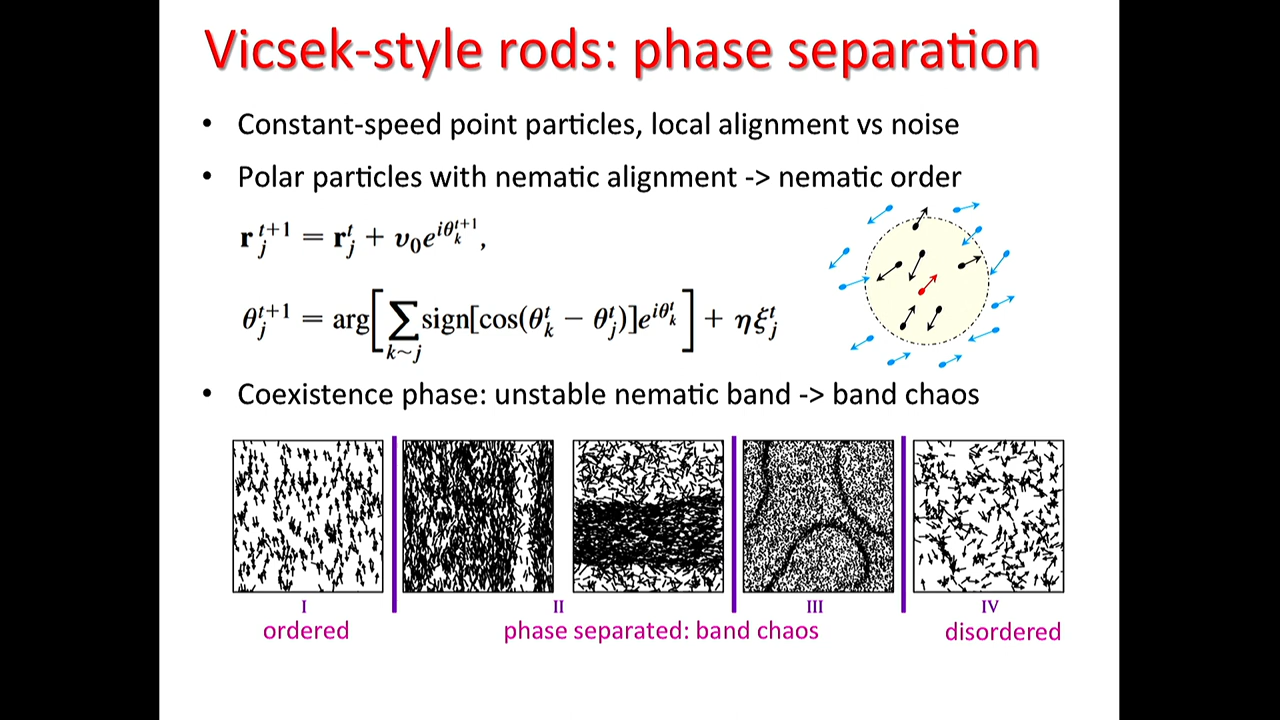 Vicsek-style rods: phase separation
• Constant-speed point particles, local alignment vs noise
• Polar particles with nematic alignment -> nematic order
r_j^{t+1} = r_j^t + v_0 e^{iθ_k^{t+1}},
θ_j^{t+1} = arg[∑_{k~j} sign[cos(θ_k^t − θ_j^t)]e^{iθ_k^t}] + ηξ_j^t
• Coexistence phase: unstable nematic band -> band chaos
I II III IV
ordered phase separated: band chaos disordered